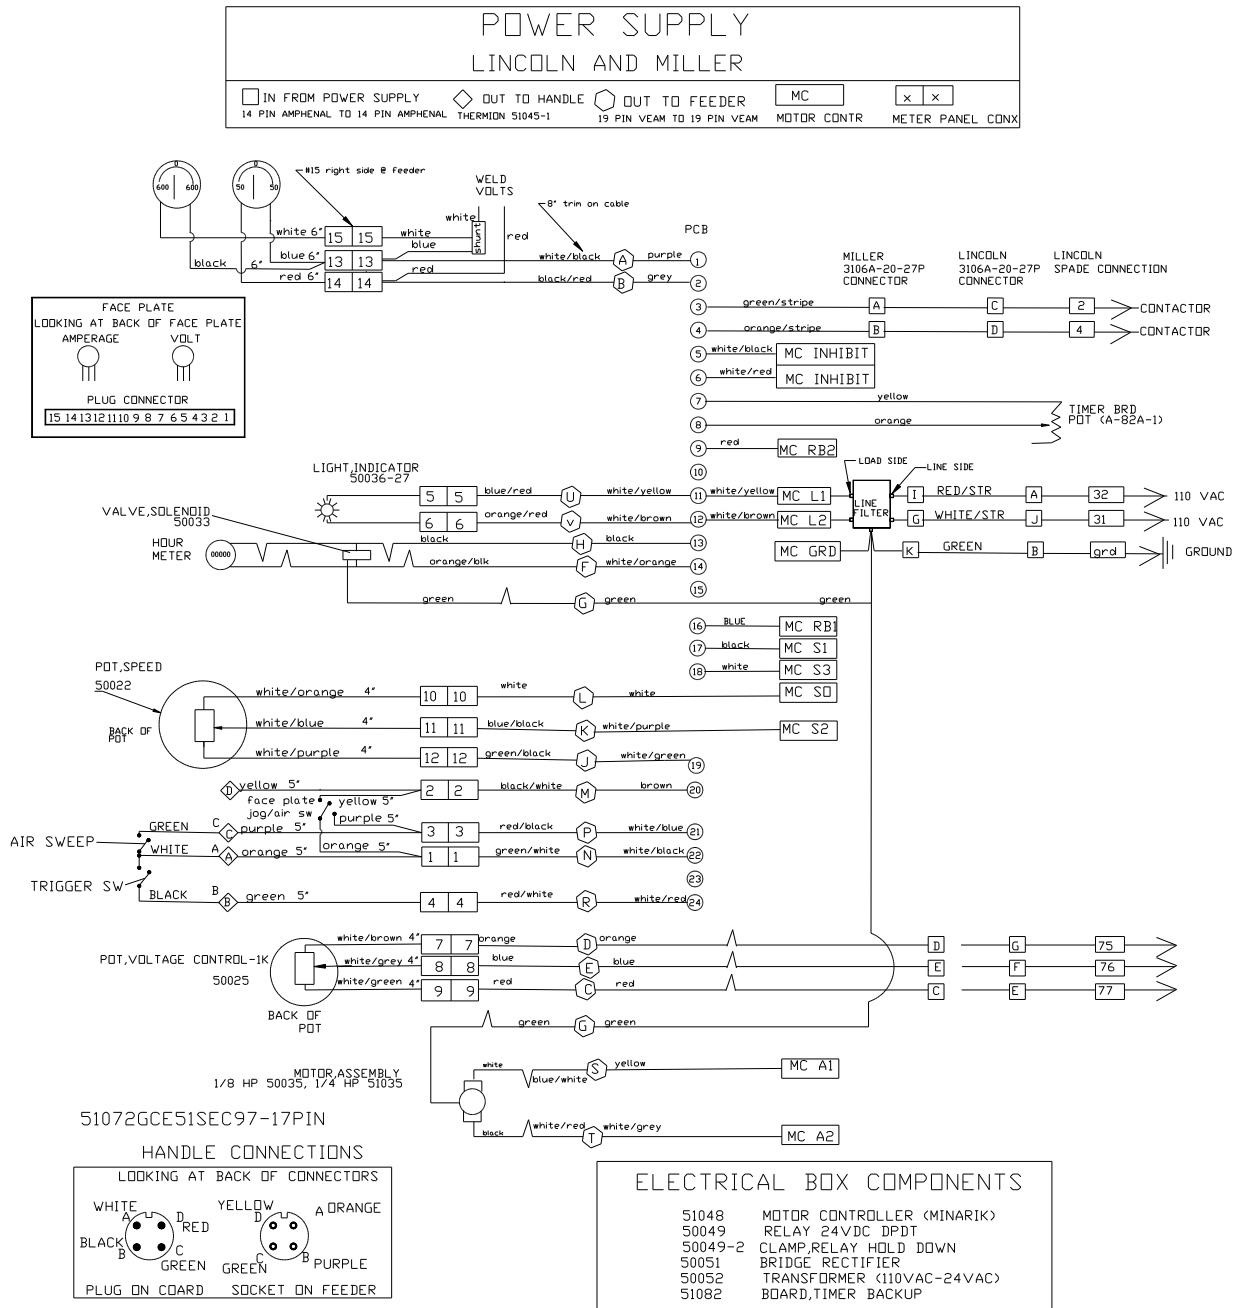 POWER SUPPLY
LINCOLN AND MILLER
IN FROM POWER SUPPLY
14 PIN AMPHENAL TO 14 PIN AMPHENAL
OUT TO HANDLE
THERMION 51045-1
OUT TO FEEDER
19 PIN VEAM TO 19 PIN VEAM
MC
MOTOR CONTR
x x
METER PANEL CONX
0
600 600
0
50 50
#15 right side @ feeder
WELD
VOLTS
8" trim on cable
white 6" 15 15 white
white
shunt
red
blue
blue 6" 13 13
black 6"
red 6" 14 14 red
PCB
white/black A purple 1
black/red B grey 2
MILLER
3106A-20-27P
CONNECTOR
LINCOLN
3106A-20-27P
CONNECTOR
LINCOLN
SPADE CONNECTION
3 green/stripe A C 2 CONTACTOR
4 orange/stripe B D 4 CONTACTOR
5 white/black MC INHIBIT
6 white/red MC INHIBIT
7 yellow
8 orange
TIMER BRD
POT (A-82A-1)
9 red MC RB2
10
FACE PLATE
LOOKING AT BACK OF FACE PLATE
AMPERAGE VOLT
PLUG CONNECTOR
15 14 13 12 11 10 9 8 7 6 5 4 3 2 1
LIGHT,INDICATOR
50036-27
LOAD SIDE
LINE SIDE
5 5 blue/red U white/yellow 11 white/yellow MC L1
LINE
FILTER
I RED/STR A 32 110 VAC
6 6 orange/red V white/brown 12 white/brown MC L2
G WHITE/STR J 31 110 VAC
VALVE,SOLENOID
50033
HOUR
METER
00000
black H black 13
MC GRD K GREEN B grd GROUND
orange/blk F white/orange 14
15
green G green green
16 BLUE MC RB1
17 black MC S1
18 white MC S3
POT,SPEED
50022
BACK OF
POT
white/orange 4" 10 10 white L white MC S0
white/blue 4" 11 11 blue/black K white/purple MC S2
white/purple 4" 12 12 green/black J white/green 19
D yellow 5" 2 2 black/white M brown 20
face plate
jog/air sw
yellow 5"
purple 5"
AIR SWEEP
GREEN C C purple 5" 3 3 red/black P white/blue 21
WHITE A A orange 5" orange 5" 1 1 green/white N white/black 22
23
TRIGGER SW
BLACK B B green 5" 4 4 red/white R white/red 24
POT,VOLTAGE CONTROL-1K
50025
BACK OF
POT
white/brown 4" 7 7 orange D orange D G 75
white/grey 4" 8 8 blue E blue E F 76
white/green 4" 9 9 red C red C E 77
green G green
MOTOR,ASSEMBLY
1/8 HP 50035, 1/4 HP 51035
white blue/white S yellow MC A1
black white/red T white/grey MC A2
51072GCE51SEC97-17PIN
HANDLE CONNECTIONS
LOOKING AT BACK OF CONNECTORS
WHITE A D RED
BLACK B C GREEN
YELLOW D A ORANGE
GREEN C B PURPLE
PLUG ON COARD SOCKET ON FEEDER
ELECTRICAL BOX COMPONENTS
51048 MOTOR CONTROLLER (MINARIK)
50049 RELAY 24VDC DPDT
50049-2 CLAMP,RELAY HOLD DOWN
50051 BRIDGE RECTIFIER
50052 TRANSFORMER (110VAC-24VAC)
51082 BOARD,TIMER BACKUP